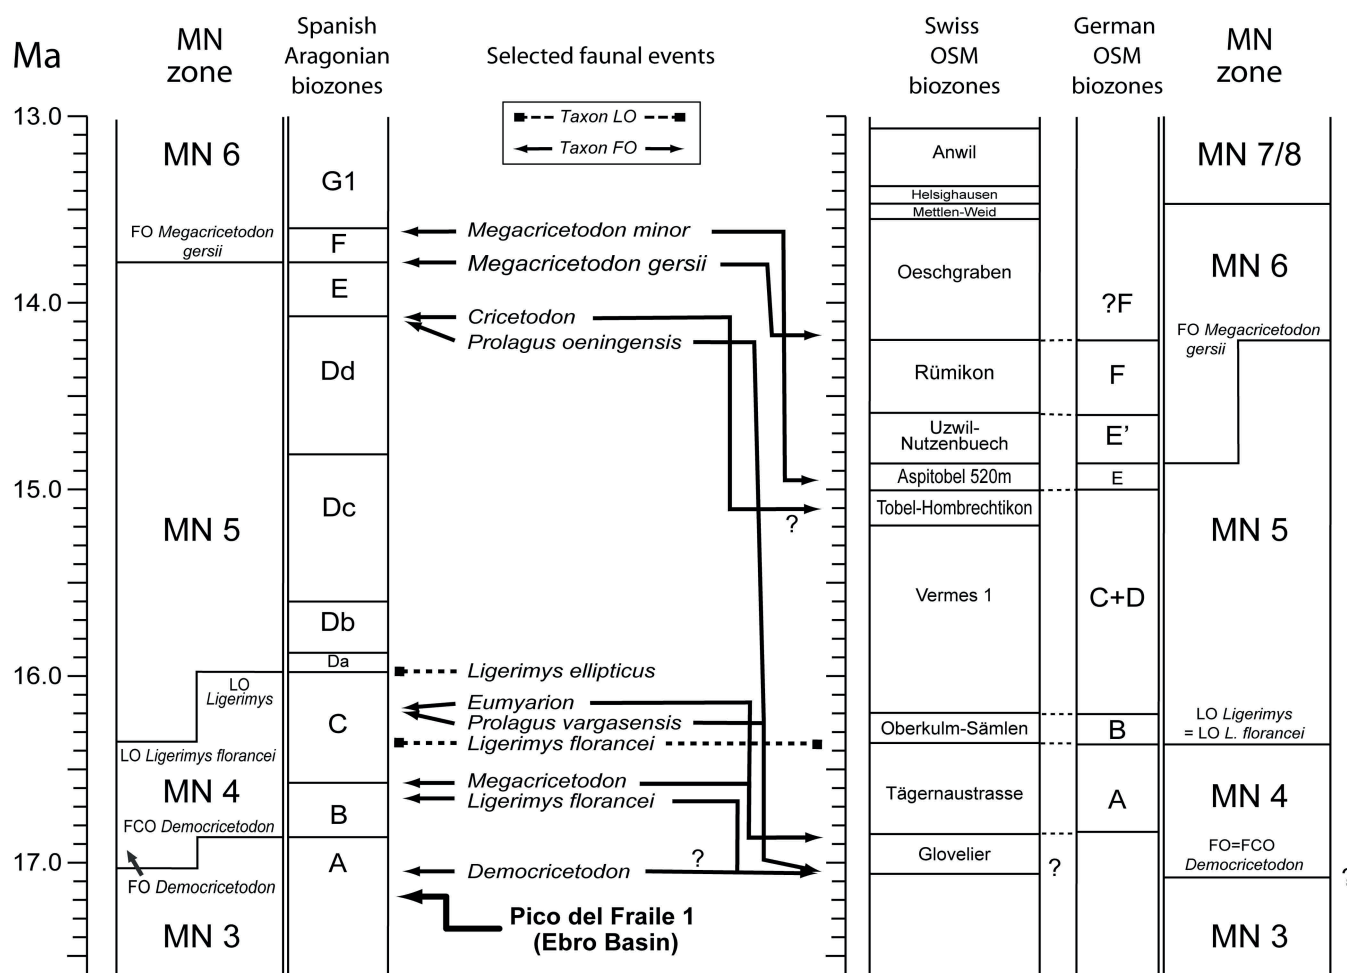 Ma
MN
zone
Spanish
Aragonian
biozones
Selected faunal events
Swiss
OSM
biozones
German
OSM
biozones
MN
zone
Taxon LO
Taxon FO
13.0
14.0
15.0
16.0
17.0
MN 6
FO Megacricetodon
gersii
MN 5
LO
Ligerimys
LO Ligerimys florancei
MN 4
FCO Democricetodon
FO Democricetodon
MN 3
G1
F
E
Dd
Dc
Db
Da
C
B
A
Megacricetodon minor
Megacricetodon gersii
Cricetodon
Prolagus oeningensis
?
Ligerimys ellipticus
Eumyarion
Prolagus vargasensis
Ligerimys florancei
Megacricetodon
Ligerimys florancei
?
Democricetodon
Pico del Fraile 1
(Ebro Basin)
Anwil
Helsighausen
Mettlen-Weid
Oeschgraben
Rümikon
Uzwil-
Nutzenbuech
Aspitobel 520m
Tobel-Hombrechtikon
Vermes 1
Oberkulm-Sämlen
Tägernaustrasse
Glovelier
?
?F
F
E’
E
C+D
B
A
MN 7/8
MN 6
FO Megacricetodon
gersii
MN 5
LO Ligerimys
= LO L. florancei
MN 4
FO=FCO
Democricetodon
?
MN 3